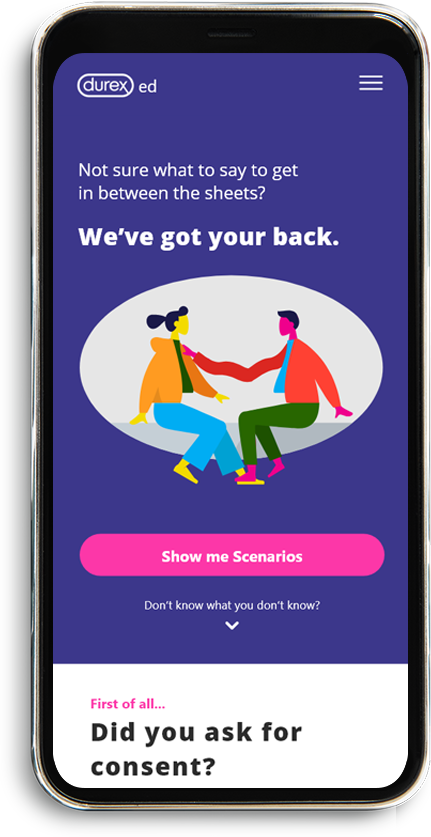 durex ed
Not sure what to say to get
in between the sheets?
We’ve got your back.
Show me Scenarios
Don’t know what you don’t know?
First of all...
Did you ask for
consent?